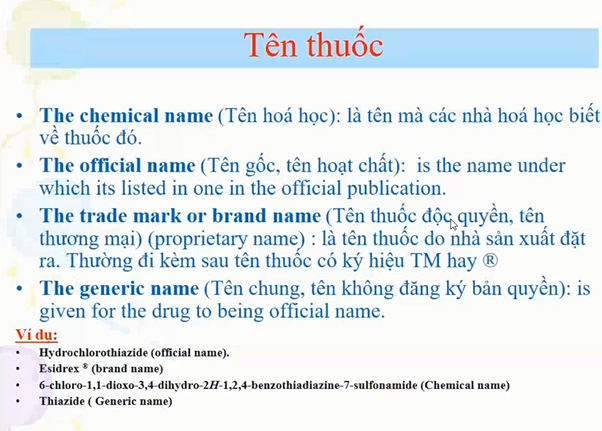 Tên thuốc
• The chemical name (Tên hoá học): là tên mà các nhà hoá học biết
về thuốc đó.
• The official name (Tên gốc, tên hoạt chất):  is the name under
which its listed in one in the official publication.
• The trade mark or brand name (Tên thuốc độc quyền, tên
thương mại) (proprietary name) : là tên thuốc do nhà sản xuất đặt
ra. Thường đi kèm sau tên thuốc có ký hiệu TM hay ®
• The generic name (Tên chung, tên không đăng ký bản quyền): is
given for the drug to being official name.
Ví dụ:
• Hydrochlorothiazide (official name).
• Esidrex ® (brand name)
• 6-chloro-1,1-dioxo-3,4-dihydro-2H-1,2,4-benzothiadiazine-7-sulfonamide (Chemical name)
• Thiazide ( Generic name)